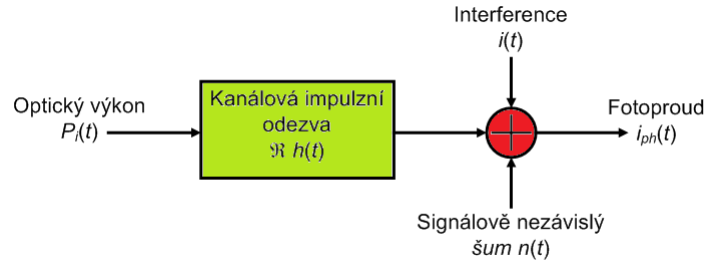 Interference
i(t)
Optický výkon
Pᵢ(t)
Kanálová impulzní
odezva
ℜ h(t)
Fotoproud
iₚₕ(t)
Signálově nezávislý
šum n(t)